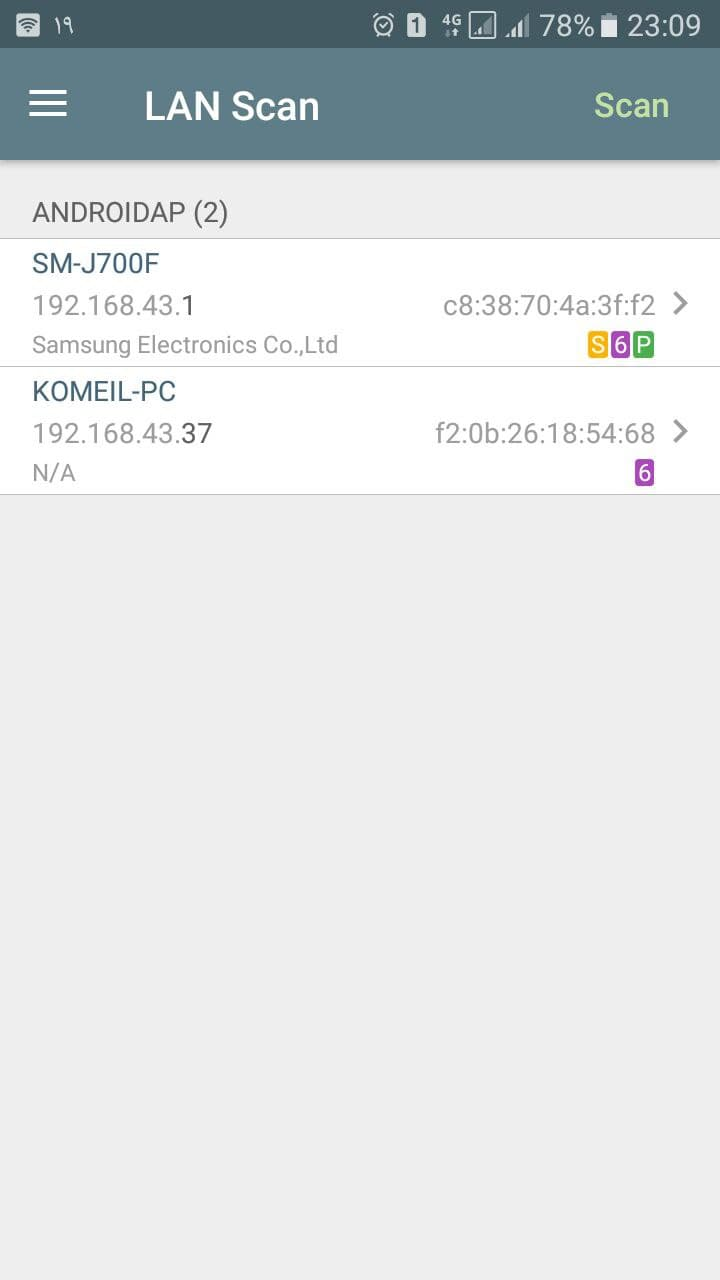 ١٩ 1 4G 78% 23:09
LAN Scan Scan
ANDROIDAP (2)
SM-J700F
192.168.43.1 c8:38:70:4a:3f:f2
Samsung Electronics Co.,Ltd S 6 P
KOMEIL-PC
192.168.43.37 f2:0b:26:18:54:68
N/A 6